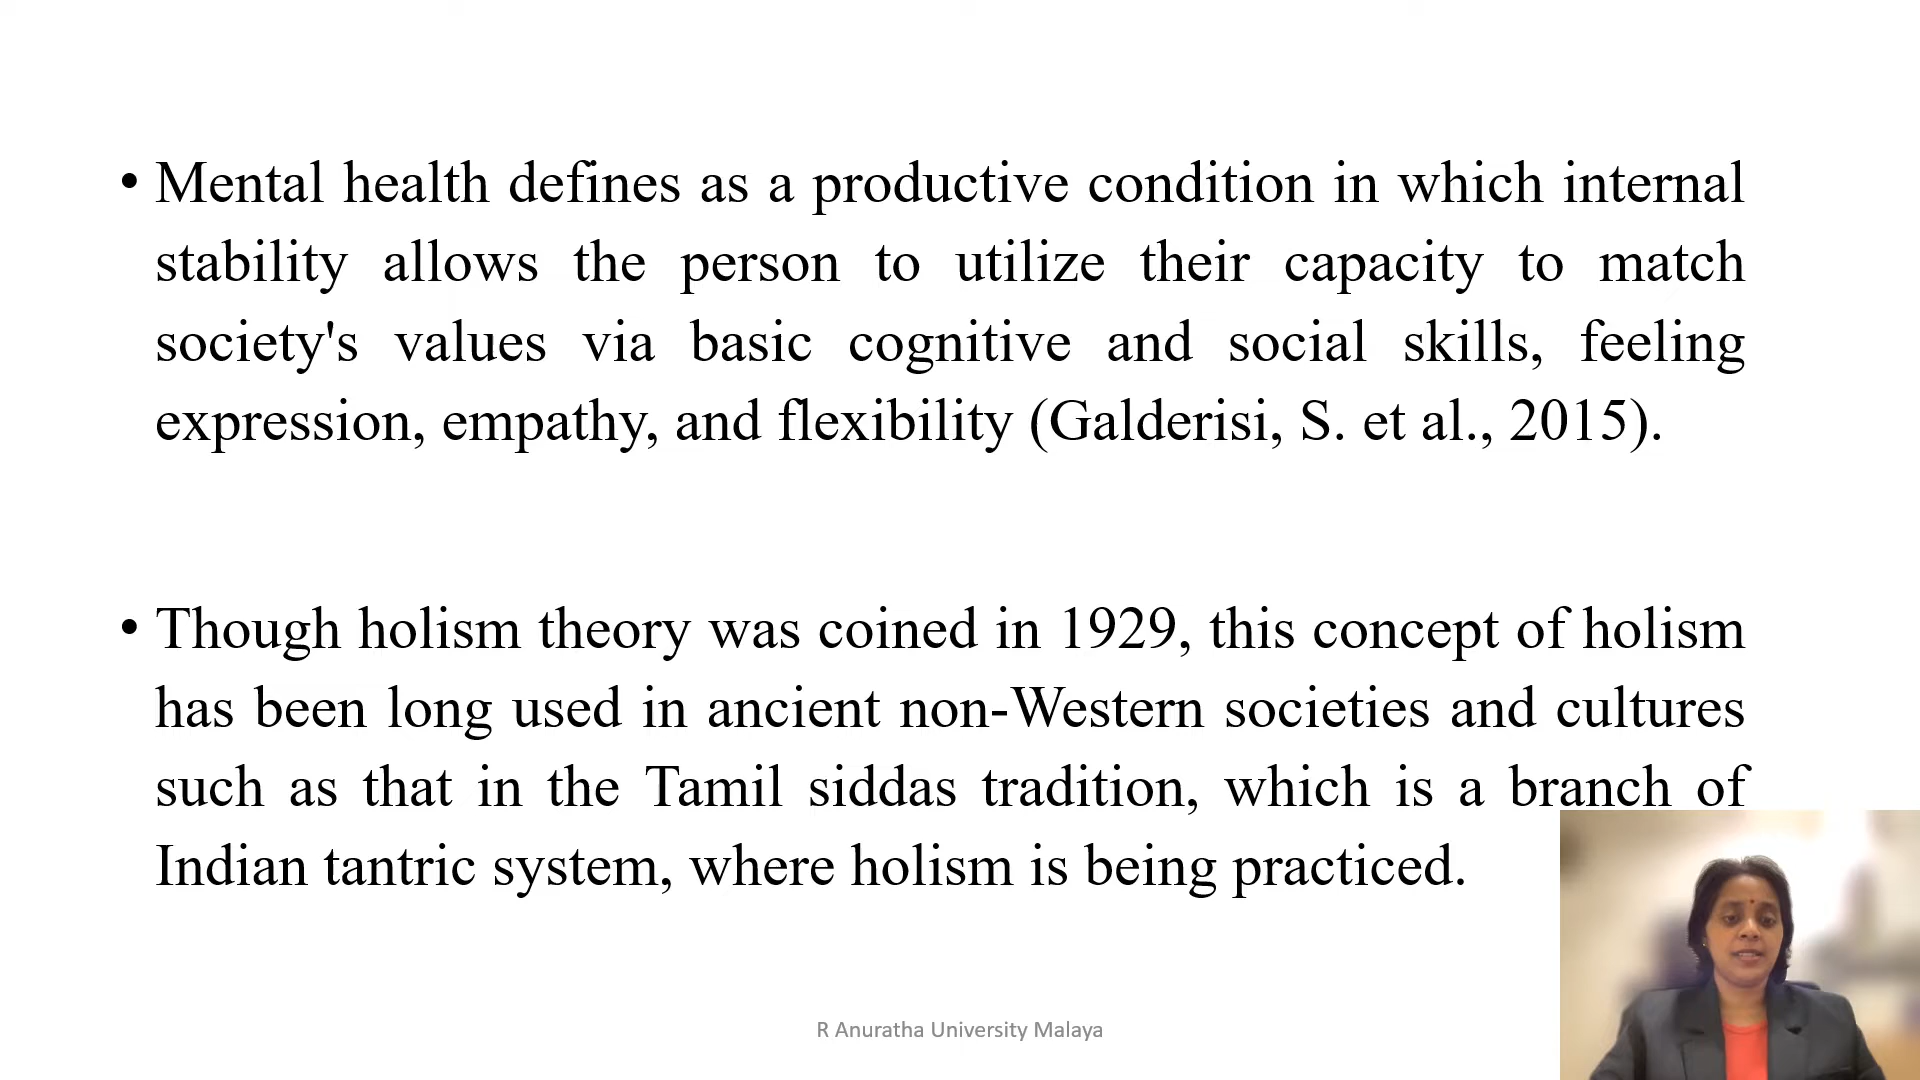 • Mental health defines as a productive condition in which internal
stability allows the person to utilize their capacity to match
society's values via basic cognitive and social skills, feeling
expression, empathy, and flexibility (Galderisi, S. et al., 2015).
• Though holism theory was coined in 1929, this concept of holism
has been long used in ancient non-Western societies and cultures
such as that in the Tamil siddas tradition, which is a branch of
Indian tantric system, where holism is being practiced.
R Anuratha University Malaya